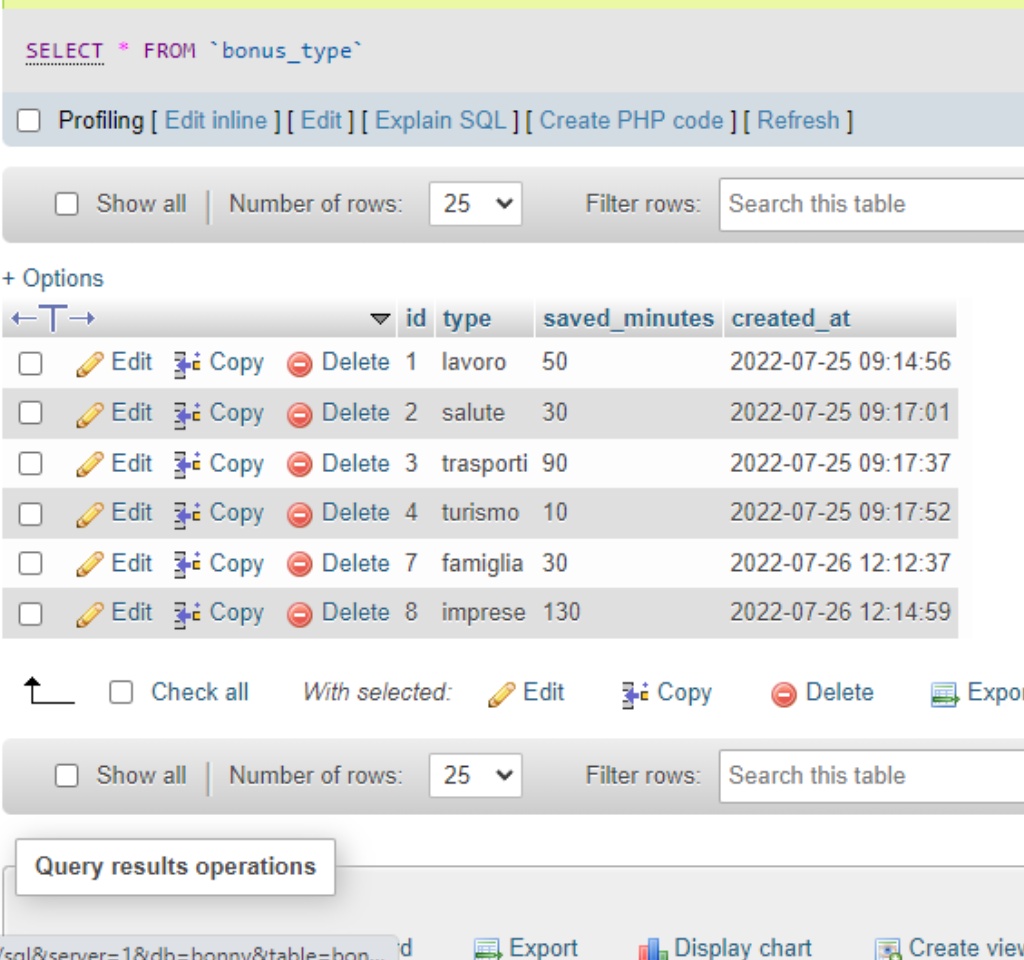 SELECT * FROM `bonus_type`
Profiling [ Edit inline ] [ Edit ] [ Explain SQL ] [ Create PHP code ] [ Refresh ]
Show all | Number of rows: 25 Filter rows: Search this table
+ Options
←T→ id type saved_minutes created_at
Edit Copy Delete 1 lavoro 50 2022-07-25 09:14:56
Edit Copy Delete 2 salute 30 2022-07-25 09:17:01
Edit Copy Delete 3 trasporti 90 2022-07-25 09:17:37
Edit Copy Delete 4 turismo 10 2022-07-25 09:17:52
Edit Copy Delete 7 famiglia 30 2022-07-26 12:12:37
Edit Copy Delete 8 imprese 130 2022-07-26 12:14:59
Check all With selected: Edit Copy Delete Expor
Show all | Number of rows: 25 Filter rows: Search this table
Query results operations
/sql&server=1&db=bonny&table=bon... rd Export Display chart Create view